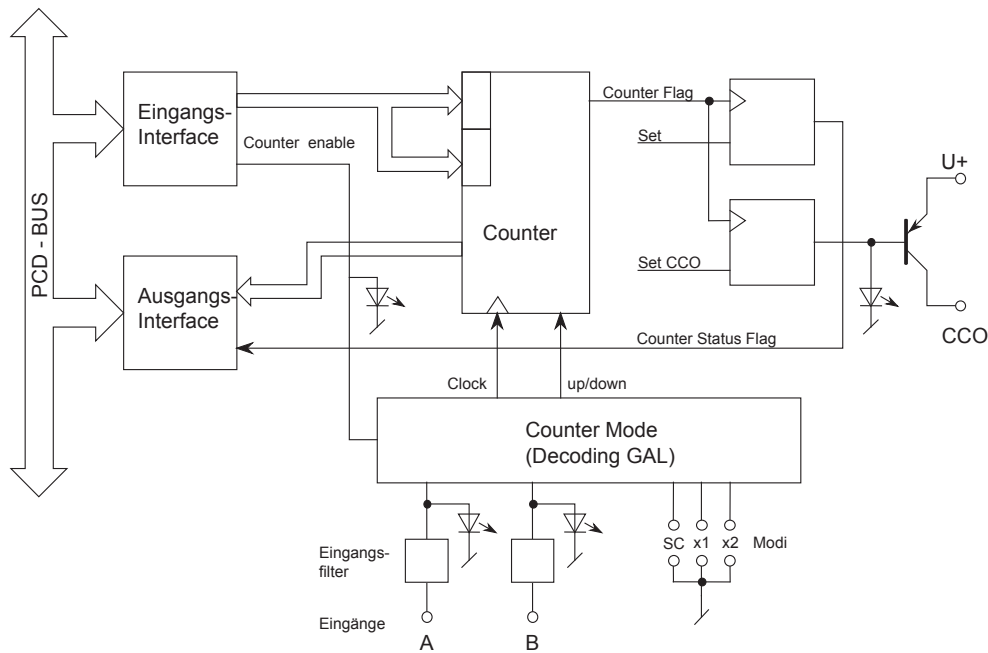 PCD - BUS
Eingangs-
Interface
Counter enable
Counter
Counter Flag
Set
U+
Set CCO
CCO
Ausgangs-
Interface
Counter Status Flag
Clock
up/down
Counter Mode
(Decoding GAL)
SC x1 x2 Modi
Eingangs-
filter
Eingänge
A
B